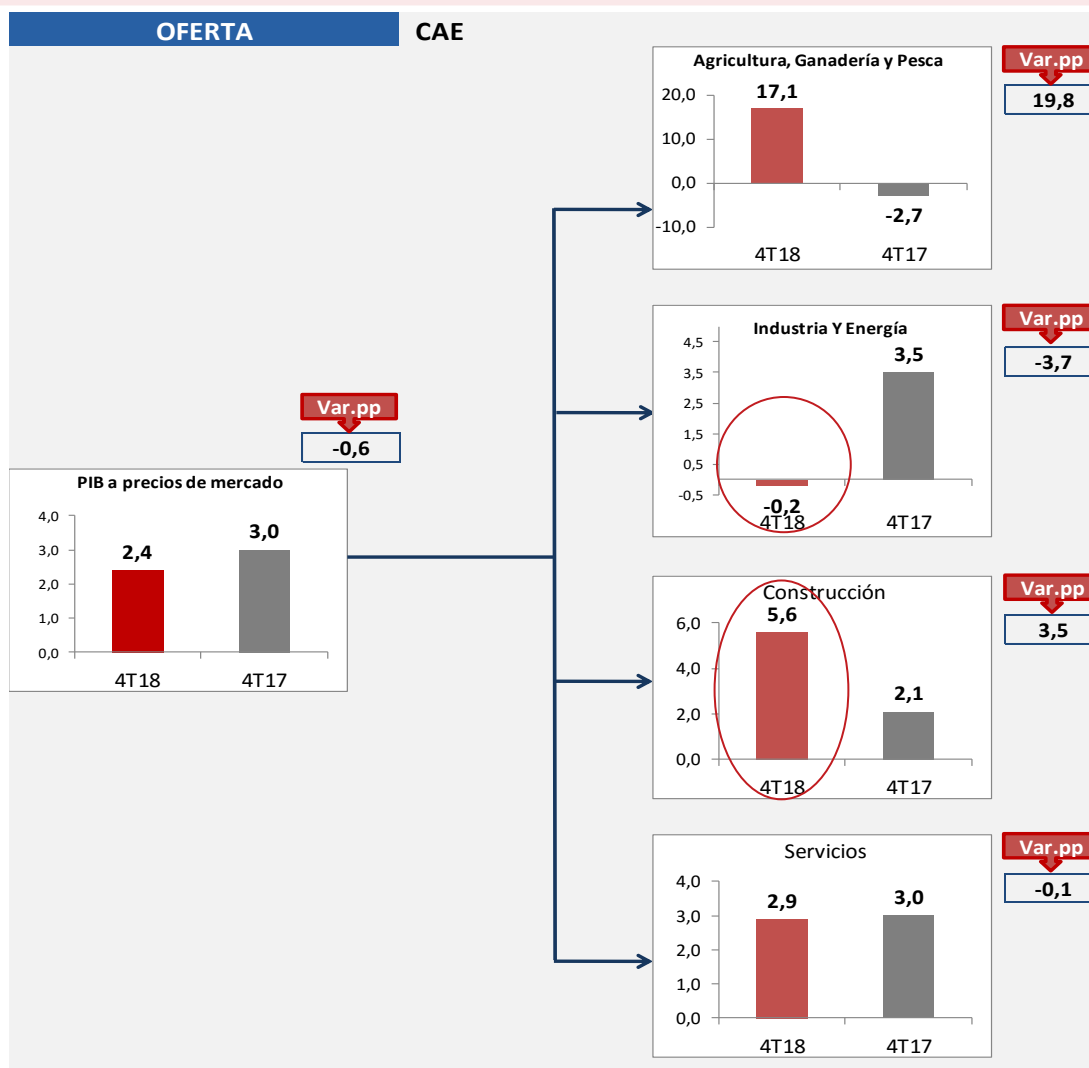 OFERTA
CAE
Agricultura, Ganadería y Pesca
20,0
10,0
0,0
-10,0
17,1
-2,7
4T18
4T17
Var.pp
19,8
Industria Y Energía
4,5
3,5
2,5
1,5
0,5
-0,5
3,5
-0,2
4T18
4T17
Var.pp
-3,7
Var.pp
-0,6
PIB a precios de mercado
4,0
3,0
2,0
1,0
0,0
2,4
3,0
4T18
4T17
Construcción
6,0
4,0
2,0
0,0
5,6
2,1
4T18
4T17
Var.pp
3,5
Servicios
4,0
3,0
2,0
1,0
0,0
2,9
3,0
4T18
4T17
Var.pp
-0,1